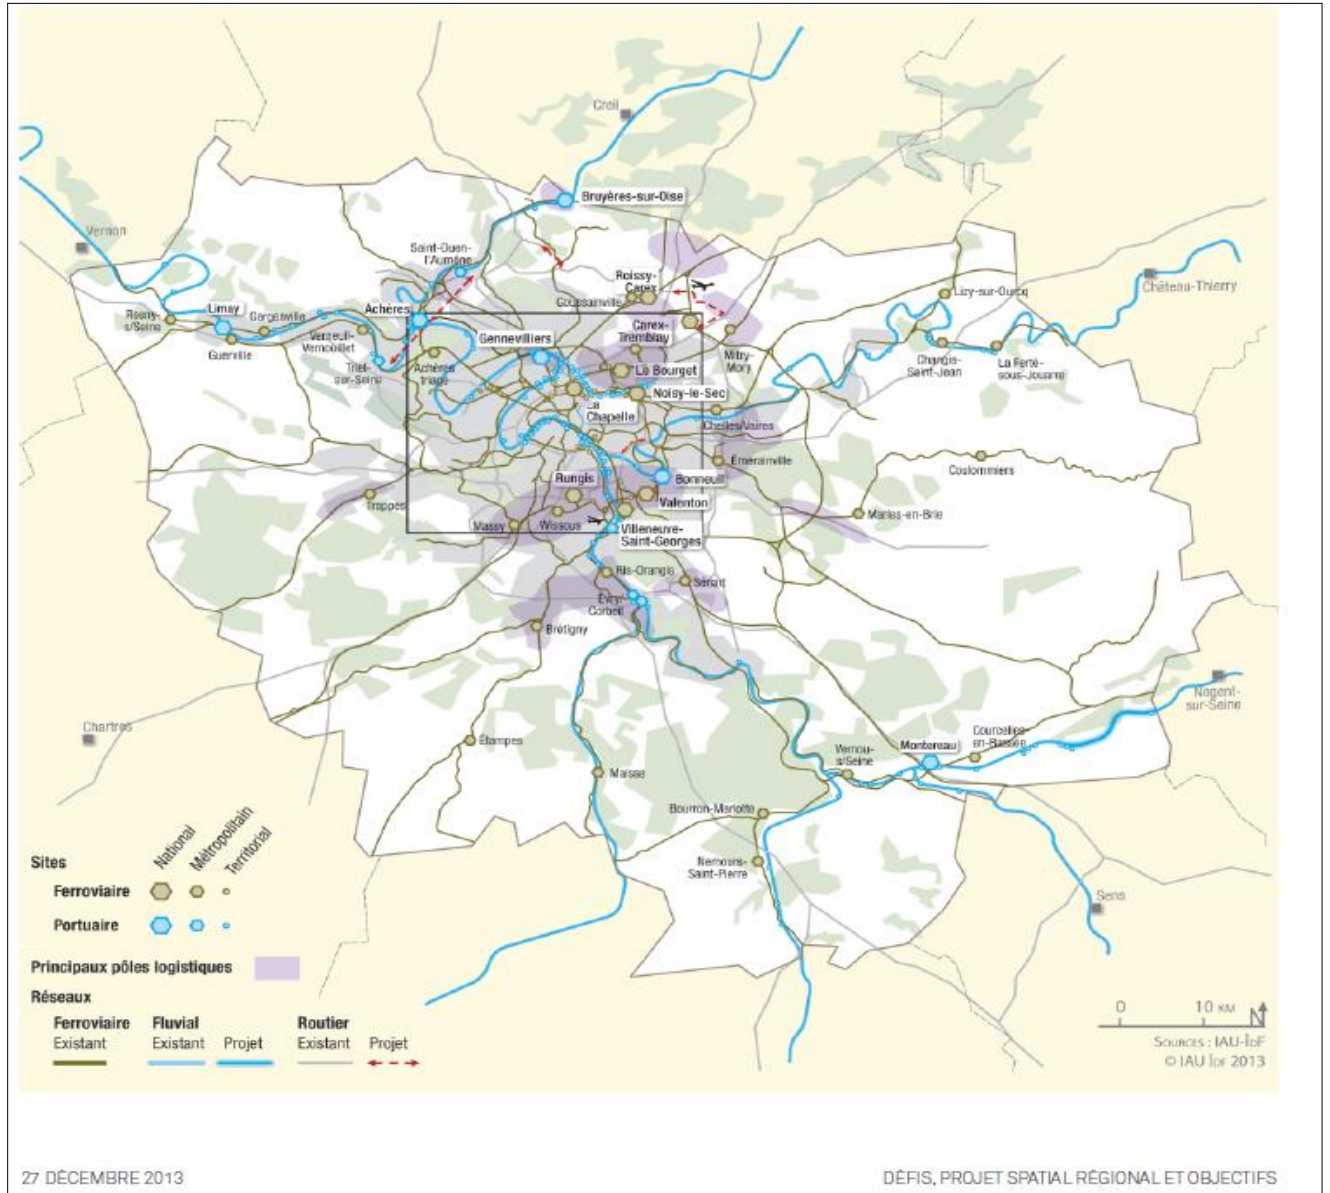 Creil
Bruyères-sur-Oise
Vernon
Saint-Ouen-
l'Aumône
Roissy-
Carex
Goussainville
Château-Thierry
Lizy-sur-Ourcq
Rosny-
s/Seine
Limay
Gargenville
Achères
Guerville
Verneuil-
Vernouillet
Triel-
sur-Seine
Achères
triage
Gennevilliers
Carex-
Tremblay
Mitry-
Mory
Le Bourget
Noisy-le-Sec
La
Chapelle
Changis-
Saint-Jean
La Ferté-
sous-Jouarre
Chelles/Vaires
Émerainville
Coulommiers
Trappes
Rungis
Bonneuil
Valenton
Marles-en-Brie
Massy
Wissous
Villeneuve-
Saint-Georges
Ris-Orangis
Sénart
Évry-
Corbeil
Brétigny
Nogent-
sur-Seine
Chartres
Étampes
Maisse
Vernou-
s/Seine
Montereau
Courcelles-
en-Bassée
Bourron-Marlotte
Nemours-
Saint-Pierre
Sens
Sites
National
Métropolitain
Territorial
Ferroviaire
Portuaire
Principaux pôles logistiques
Réseaux
Ferroviaire Fluvial Routier
Existant Existant Projet Existant Projet
0 10 KM
N
SOURCES : IAU-ÎDF
© IAU ÎDF 2013
27 DÉCEMBRE 2013
DÉFIS, PROJET SPATIAL RÉGIONAL ET OBJECTIFS